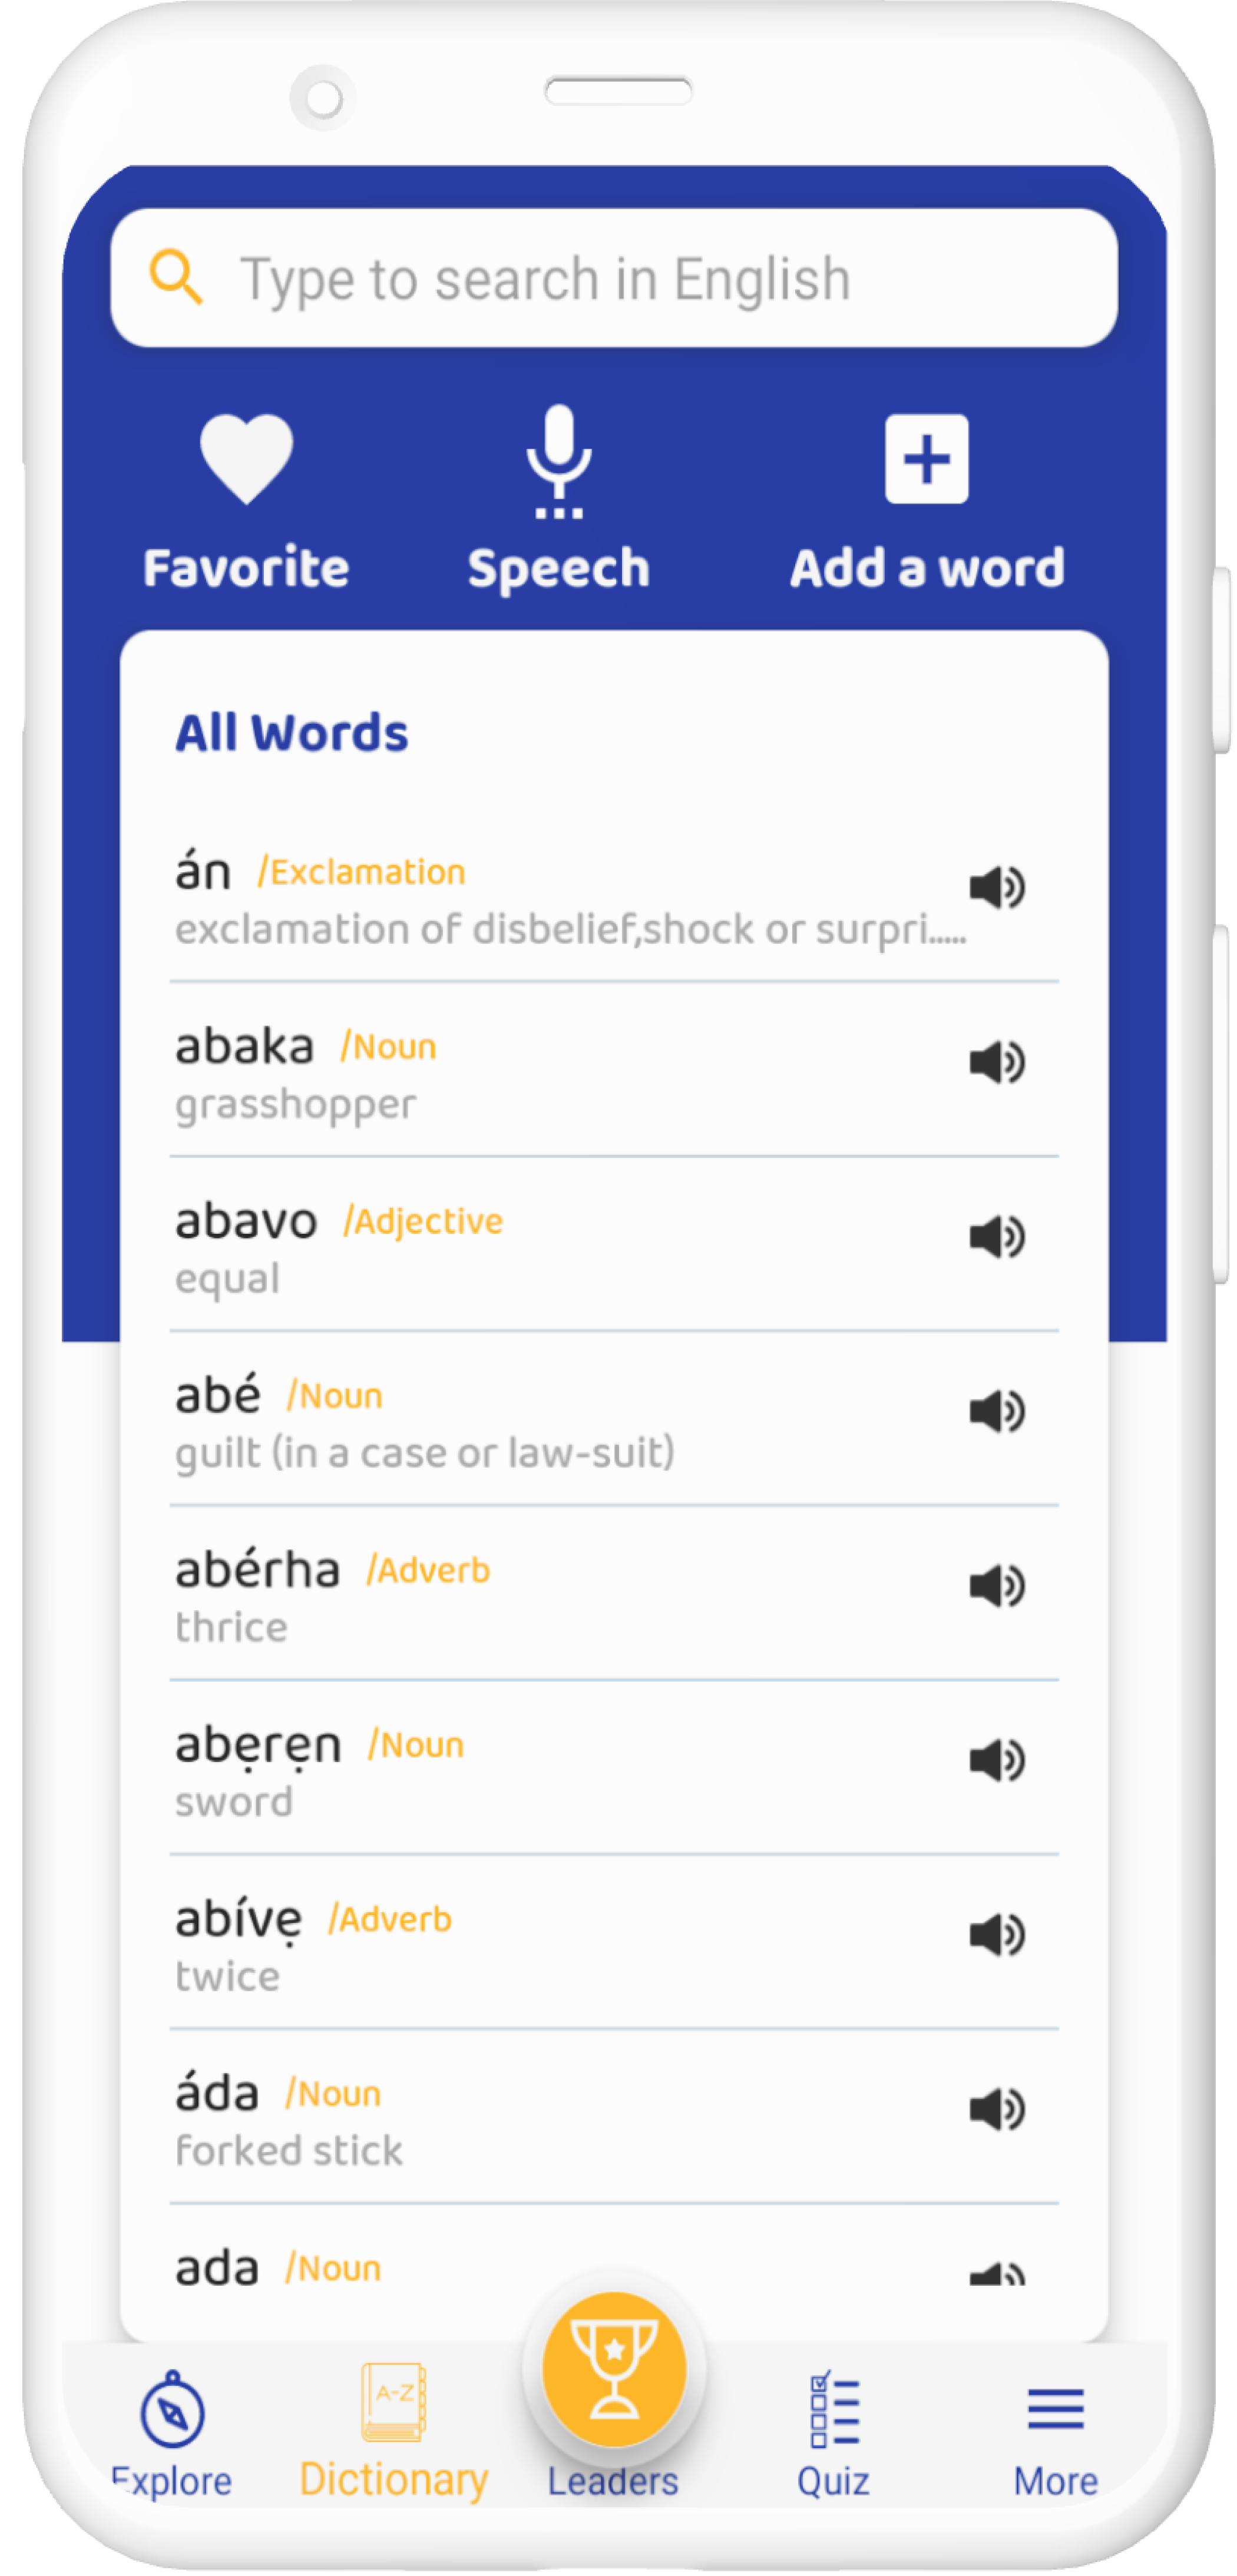 Type to search in English
Favorite Speech Add a word
All Words
án /Exclamation
exclamation of disbelief,shock or surpri.....
abaka /Noun
grasshopper
abavo /Adjective
equal
abé /Noun
guilt (in a case or law-suit)
abérha /Adverb
thrice
abẹrẹn /Noun
sword
abívẹ /Adverb
twice
áda /Noun
forked stick
ada /Noun
A-Z
Explore Dictionary Leaders Quiz More